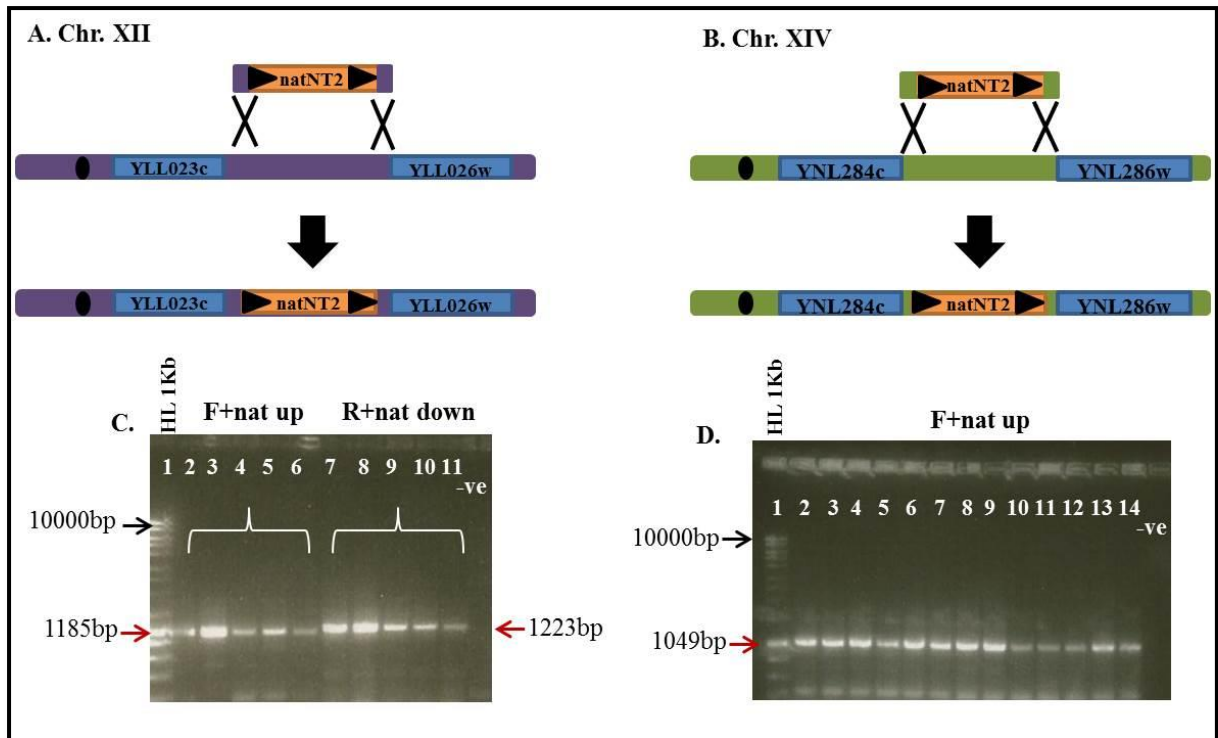 A. Chr. XII
natNT2
YLL023c YLL026w
YLL023c natNT2 YLL026w
B. Chr. XIV
natNT2
YNL284c YNL286w
YNL284c natNT2 YNL286w
C.
HL 1Kb
F+nat up R+nat down
1 2 3 4 5 6 7 8 9 10 11
-ve
10000bp
1185bp
1223bp
D.
HL 1Kb
F+nat up
1 2 3 4 5 6 7 8 9 10 11 12 13 14
-ve
10000bp
1049bp